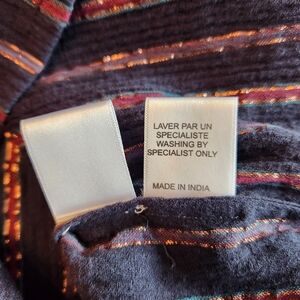 LAVER PAR UN
SPECIALISTE
WASHING BY
SPECIALIST ONLY
MADE IN INDIA